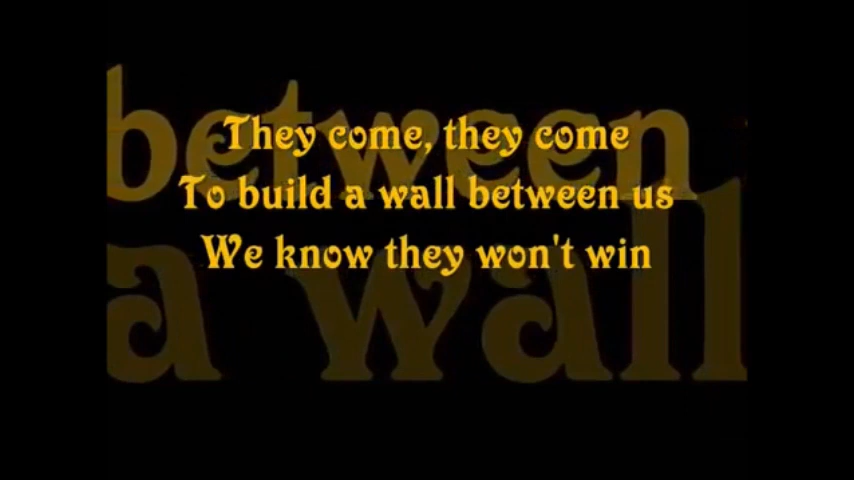 between
They come, they come
To build a wall between us
We know they won't win
a wall